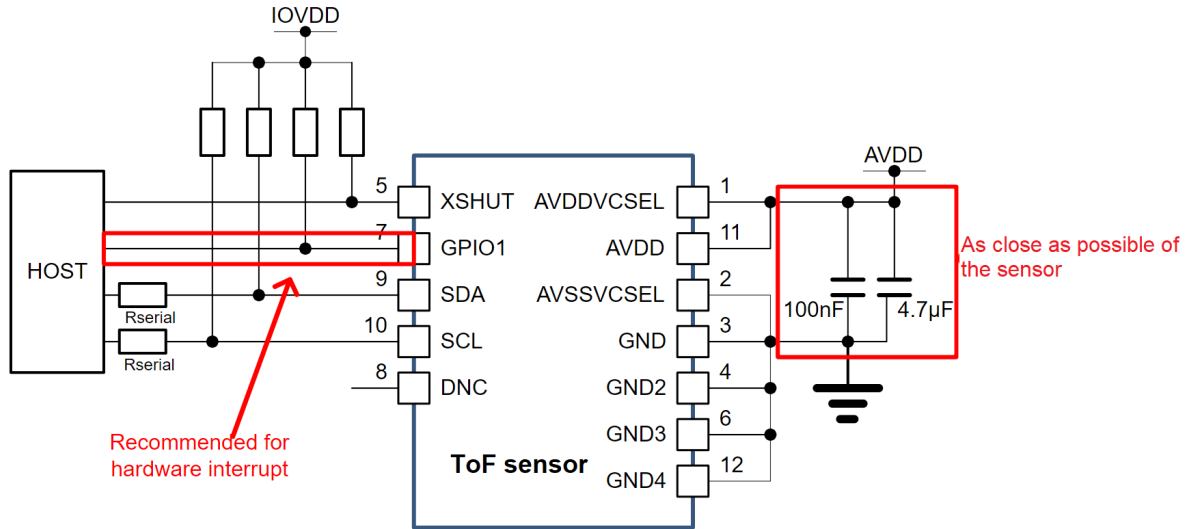 IOVDD
HOST
Rserial
Rserial
5
7
9
10
8
XSHUT
GPIO1
SDA
SCL
DNC
Recommended for
hardware interrupt
ToF sensor
AVDDVCSEL
AVDD
AVSSVCSEL
GND
GND2
GND3
GND4
1
11
2
3
4
6
12
AVDD
100nF
4.7µF
As close as possible of
the sensor